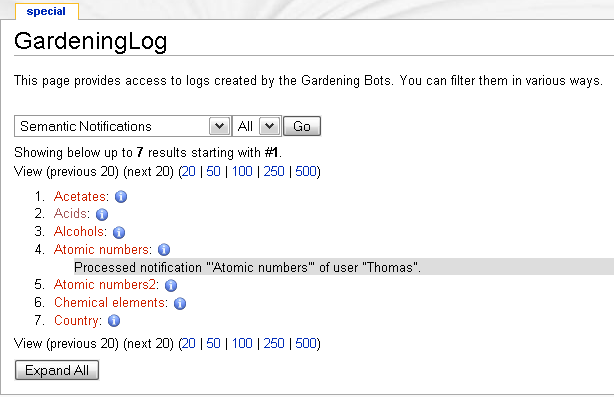 special
GardeningLog
This page provides access to logs created by the Gardening Bots. You can filter them in various ways.
Semantic Notifications All Go
Showing below up to 7 results starting with #1.
View (previous 20) (next 20) (20 | 50 | 100 | 250 | 500)
1. Acetates:
2. Acids:
3. Alcohols:
4. Atomic numbers:
Processed notification "'Atomic numbers'" of user "Thomas".
5. Atomic numbers2:
6. Chemical elements:
7. Country:
View (previous 20) (next 20) (20 | 50 | 100 | 250 | 500)
Expand All